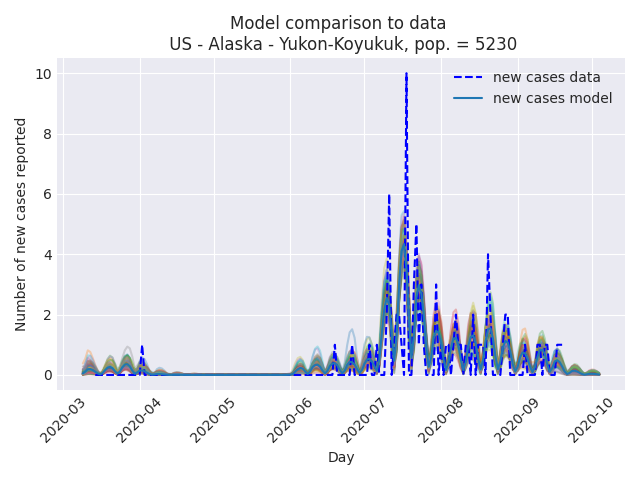 Model comparison to data
US - Alaska - Yukon-Koyukuk, pop. = 5230
new cases data
new cases model
Number of new cases reported
10
8
6
4
2
0
2020-03
2020-04
2020-05
2020-06
2020-07
2020-08
2020-09
2020-10
Day